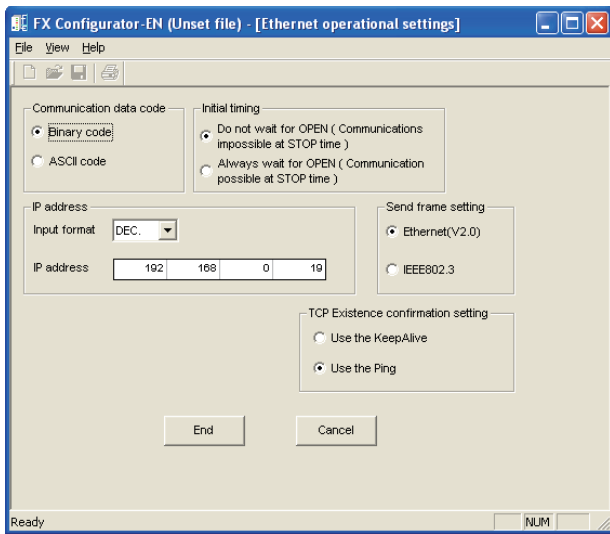 FX Configurator-EN (Unset file) - [Ethernet operational settings]
File View Help
Communication data code
Binary code
ASCII code
Initial timing
Do not wait for OPEN ( Communications
impossible at STOP time )
Always wait for OPEN ( Communication
possible at STOP time )
IP address
Input format DEC.
IP address 192 168 0 19
Send frame setting
Ethernet(V2.0)
IEEE802.3
TCP Existence confirmation setting
Use the KeepAlive
Use the Ping
End Cancel
Ready NUM